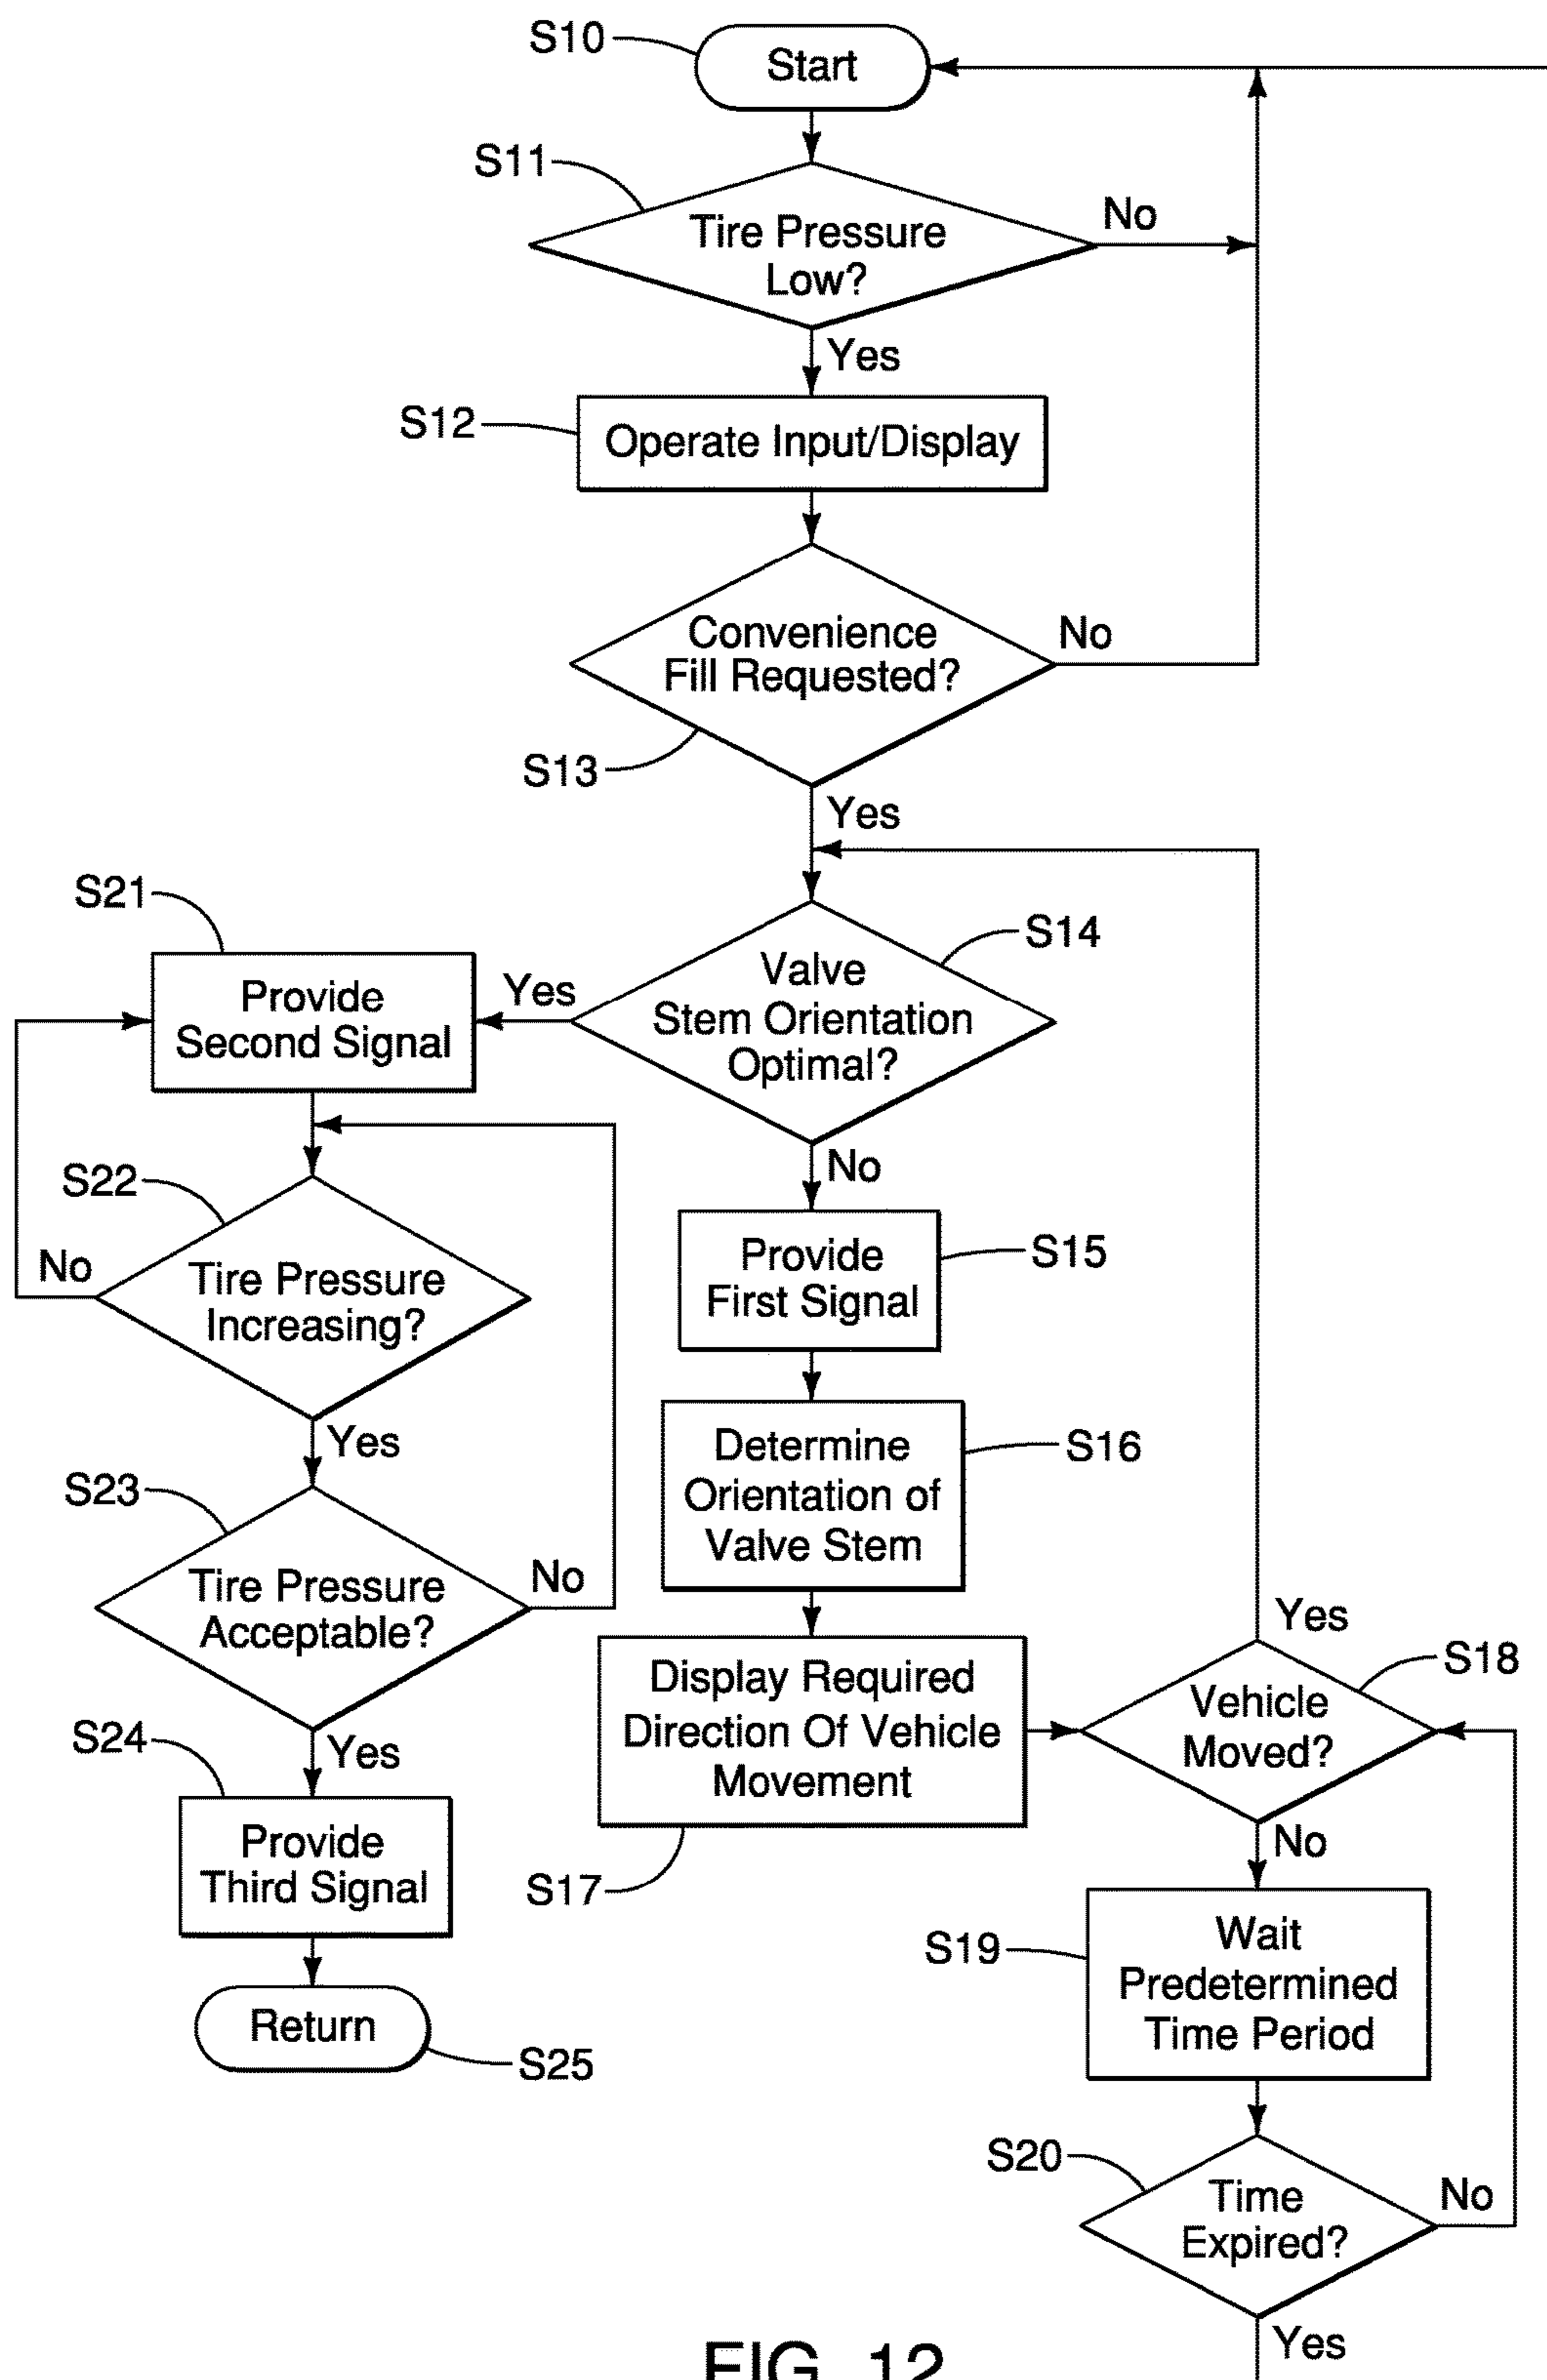 S10
Start
S11
Tire Pressure
Low?
No
Yes
S12
Operate Input/Display
Convenience
Fill Requested?
No
S13
Yes
S21
Provide
Second Signal
Yes
Valve
Stem Orientation
Optimal?
S14
No
S22
Tire Pressure
Increasing?
No
Yes
Provide
First Signal
S15
Determine
Orientation of
Valve Stem
S16
S23
Tire Pressure
Acceptable?
No
Yes
Display Required
Direction Of Vehicle
Movement
S17
Yes
Vehicle
Moved?
S18
No
S24
Provide
Third Signal
Return
S25
S19
Wait
Predetermined
Time Period
S20
Time
Expired?
No
Yes
FIG. 12